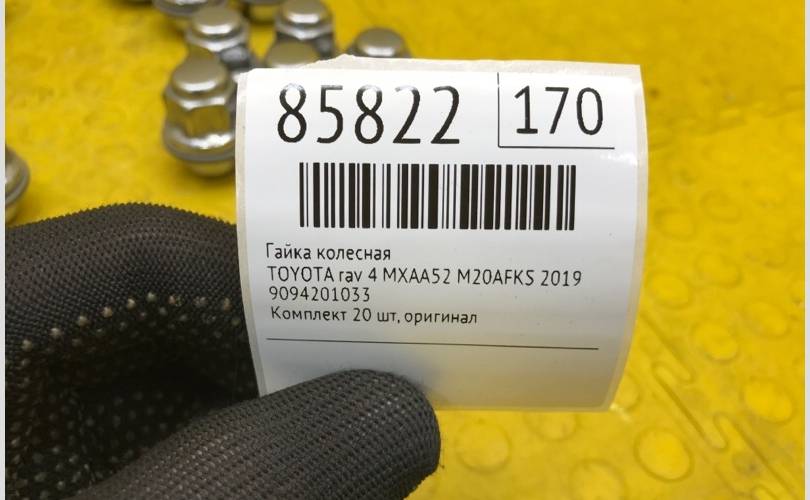 85822 170
Гайка колесная
TOYOTA rav 4 MXAA52 M20AFKS 2019
9094201033
Комплект 20 шт, оригинал